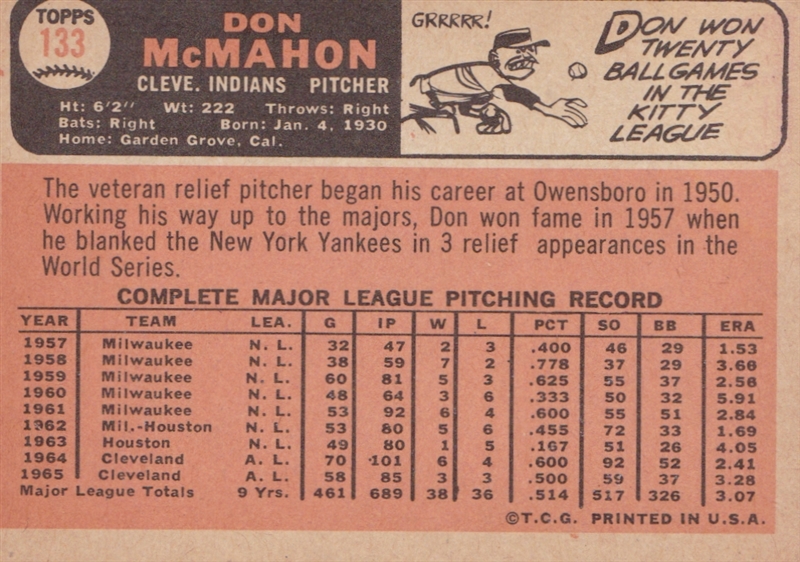 TOPPS
133
DON
McMAHON
CLEVE. INDIANS PITCHER
Ht: 6'2" Wt: 222 Throws: Right
Bats: Right Born: Jan. 4, 1930
Home: Garden Grove, Cal.
GRRRRR!
DON WON
TWENTY
BALL GAMES
IN THE
KITTY
LEAGUE
The veteran relief pitcher began his career at Owensboro in 1950.
Working his way up to the majors, Don won fame in 1957 when
he blanked the New York Yankees in 3 relief appearances in the
World Series.
COMPLETE MAJOR LEAGUE PITCHING RECORD
YEAR TEAM LEA. G IP W L PCT SO BB ERA
1957 Milwaukee N. L. 32 47 2 3 .400 46 29 1.53
1958 Milwaukee N. L. 38 59 7 2 .778 37 29 3.66
1959 Milwaukee N. L. 60 81 5 3 .625 55 37 2.56
1960 Milwaukee N. L. 48 64 3 6 .333 50 32 5.91
1961 Milwaukee N. L. 53 92 6 4 .600 55 51 2.84
1962 Mil.-Houston N. L. 53 80 5 6 .455 72 33 1.69
1963 Houston N. L. 49 80 1 5 .167 51 26 4.05
1964 Cleveland A. L. 70 101 6 4 .600 92 52 2.41
1965 Cleveland A. L. 58 85 3 3 .500 59 37 3.28
Major League Totals 9 Yrs. 461 689 38 36 .514 517 326 3.07
©T.C.G. PRINTED IN U.S.A.